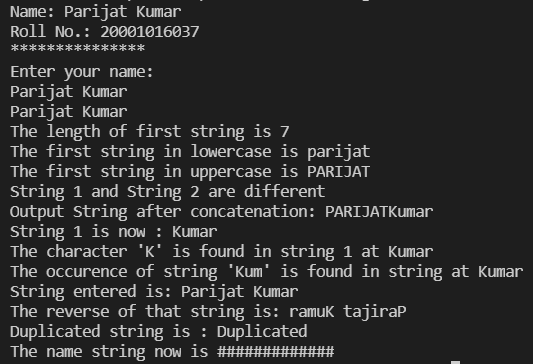 Name: Parijat Kumar
Roll No.: 20001016037
***************
Enter your name:
Parijat Kumar
Parijat Kumar
The length of first string is 7
The first string in lowercase is parijat
The first string in uppercase is PARIJAT
String 1 and String 2 are different
Output String after concatenation: PARIJATKumar
String 1 is now : Kumar
The character 'K' is found in string 1 at Kumar
The occurence of string 'Kum' is found in string at Kumar
String entered is: Parijat Kumar
The reverse of that string is: ramuK tajiraP
Duplicated string is : Duplicated
The name string now is #############